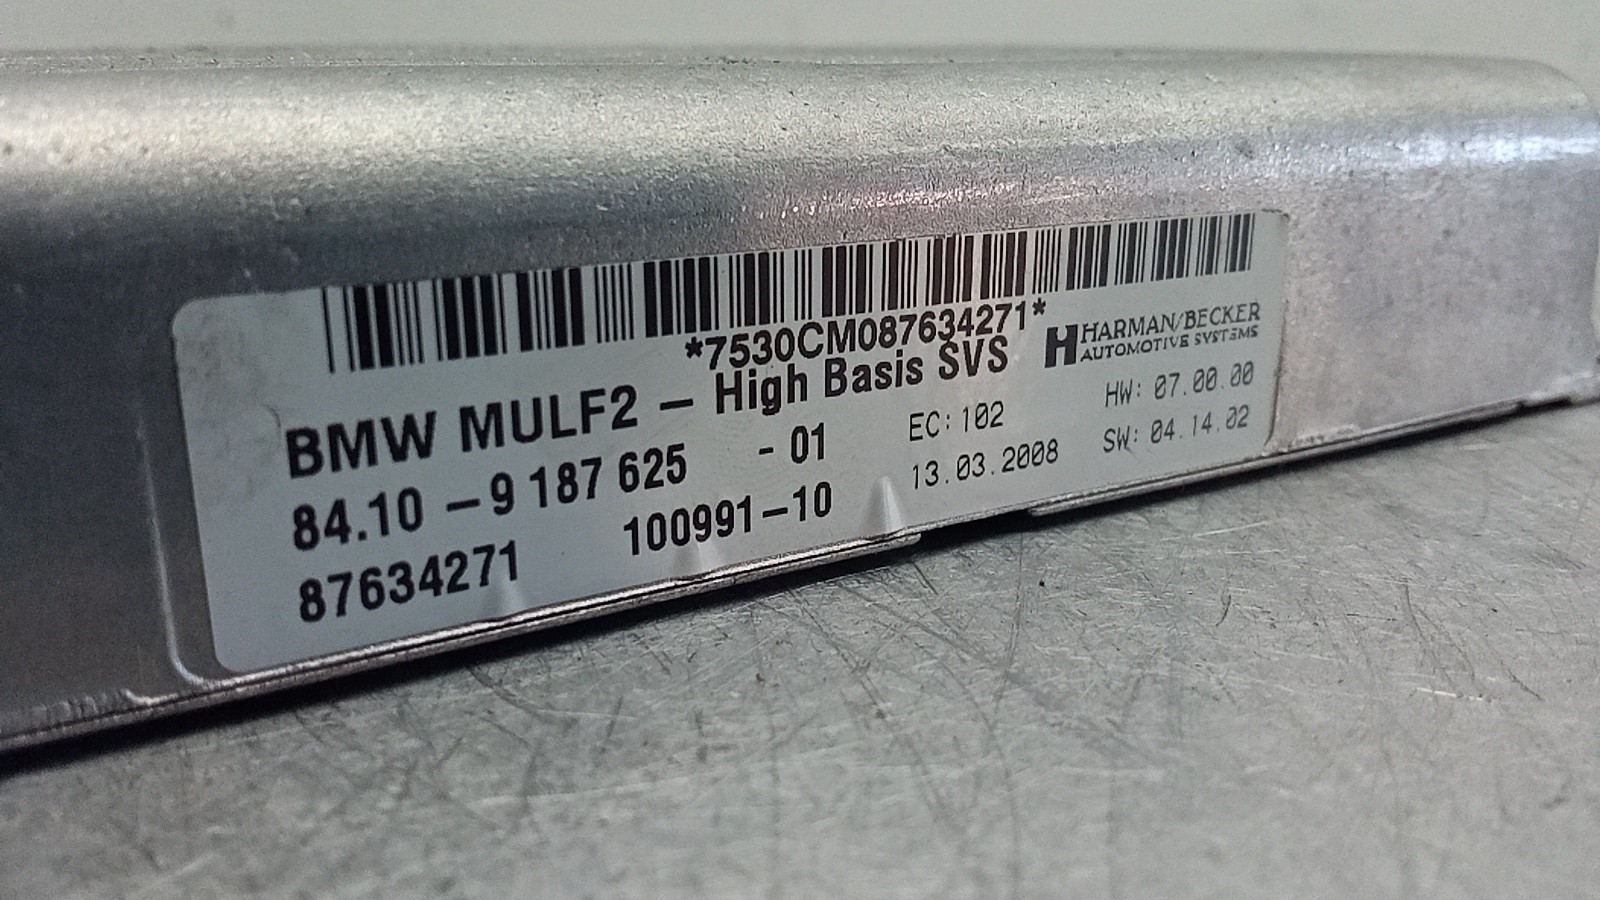 *7530CM087634271*
BMW MULF2 – High Basis SVS
HARMAN/BECKER
AUTOMOTIVE SYSTEMS
84.10 – 9 187 625 - 01
EC: 102
HW: 07.00.00
87634271 100991–10
13.03.2008
SW: 04.14.02